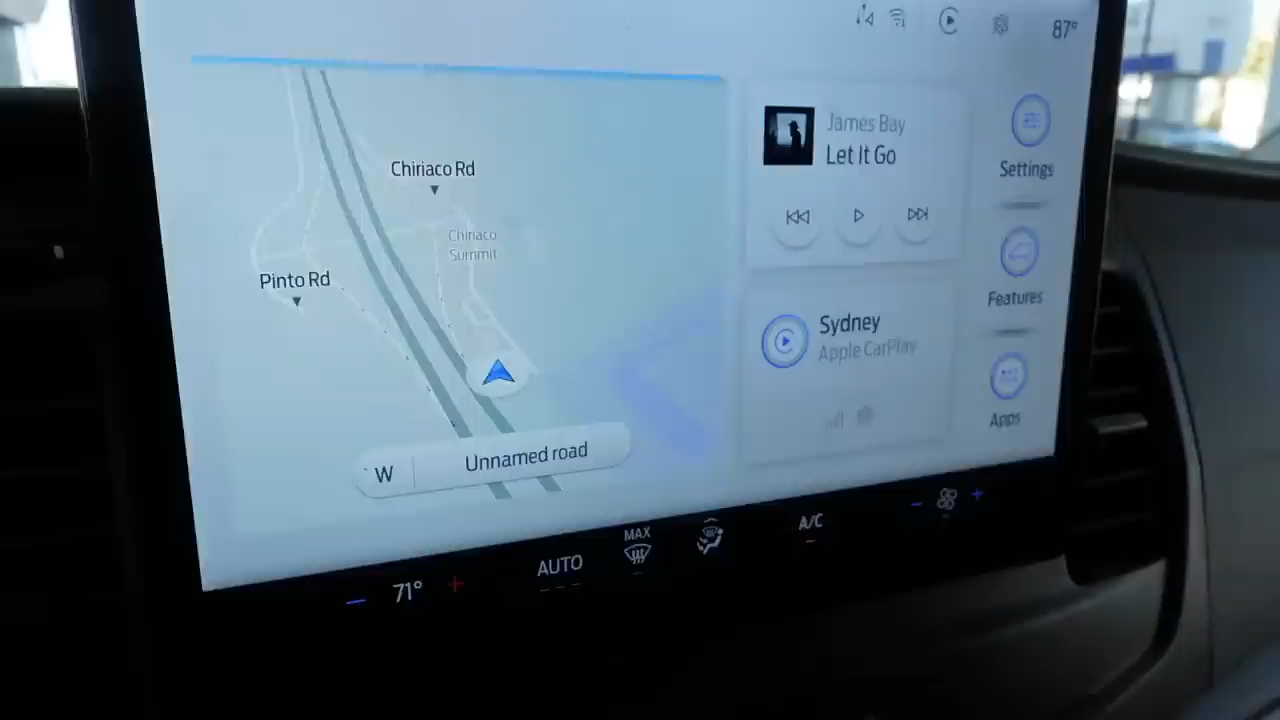 87°
Chiriaco Rd
Chiriaco
Summit
Pinto Rd
W
Unnamed road
James Bay
Let It Go
Sydney
Apple CarPlay
Settings
Features
Apps
71°
AUTO
MAX
A/C